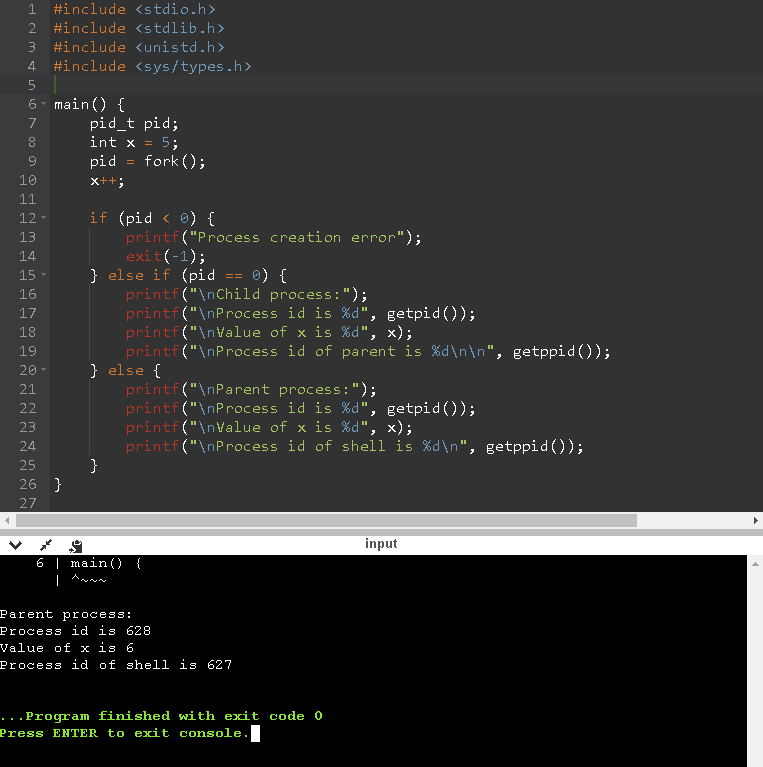 1 #include <stdio.h>
2 #include <stdlib.h>
3 #include <unistd.h>
4 #include <sys/types.h>
5
6 main() {
7     pid_t pid;
8     int x = 5;
9     pid = fork();
10     x++;
11
12     if (pid < 0) {
13         printf("Process creation error");
14         exit(-1);
15     } else if (pid == 0) {
16         printf("\nChild process:");
17         printf("\nProcess id is %d", getpid());
18         printf("\nValue of x is %d", x);
19         printf("\nProcess id of parent is %d\n\n", getppid());
20     } else {
21         printf("\nParent process:");
22         printf("\nProcess id is %d", getpid());
23         printf("\nValue of x is %d", x);
24         printf("\nProcess id of shell is %d\n", getppid());
25     }
26 }
27
input
6 | main() {
| ^~~~
Parent process:
Process id is 628
Value of x is 6
Process id of shell is 627
...Program finished with exit code 0
Press ENTER to exit console.